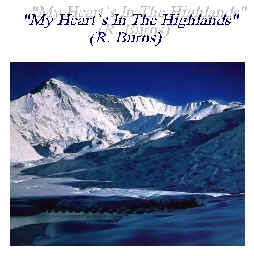 "My Heart`s In The Highlands"
(R. Burns)